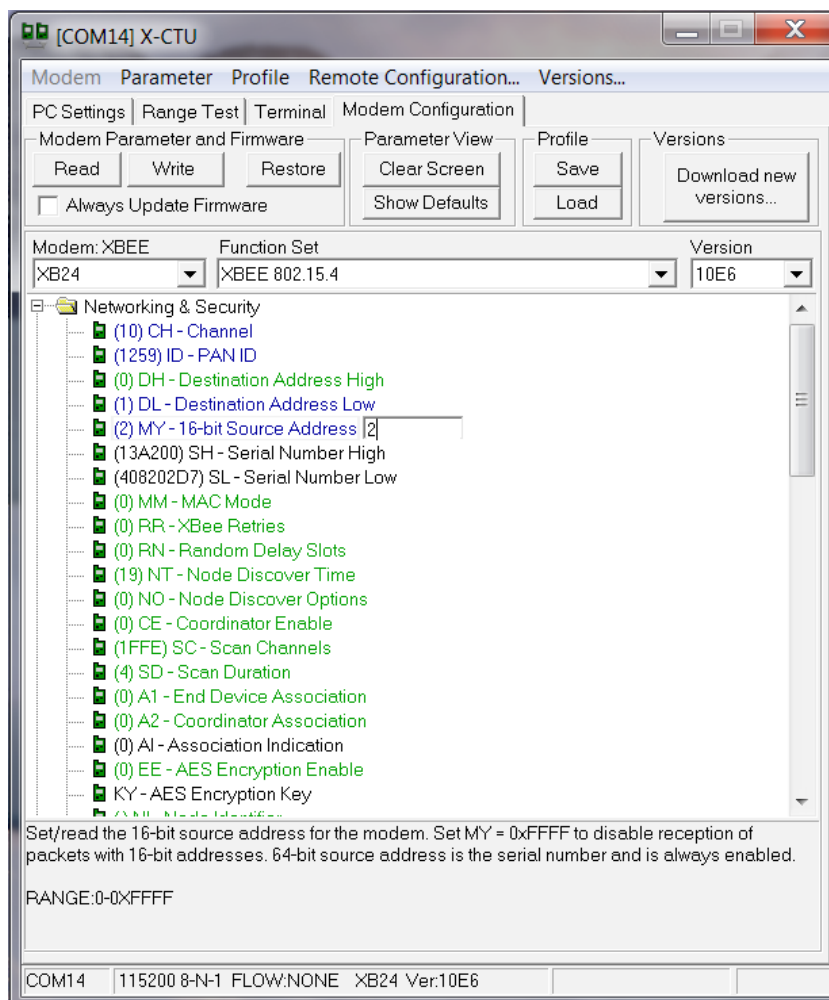 [COM14] X-CTU
Modem Parameter Profile Remote Configuration... Versions...
PC Settings Range Test Terminal Modem Configuration
Modem Parameter and Firmware Parameter View Profile Versions
Read Write Restore Clear Screen Save Download new versions...
Always Update Firmware Show Defaults Load
Modem: XBEE Function Set Version
XB24 XBEE 802.15.4 10E6
Networking & Security
(10) CH - Channel
(1259) ID - PAN ID
(0) DH - Destination Address High
(1) DL - Destination Address Low
(2) MY - 16-bit Source Address 2
(13A200) SH - Serial Number High
(408202D7) SL - Serial Number Low
(0) MM - MAC Mode
(0) RR - XBee Retries
(0) RN - Random Delay Slots
(19) NT - Node Discover Time
(0) NO - Node Discover Options
(0) CE - Coordinator Enable
(1FFE) SC - Scan Channels
(4) SD - Scan Duration
(0) A1 - End Device Association
(0) A2 - Coordinator Association
(0) AI - Association Indication
(0) EE - AES Encryption Enable
KY - AES Encryption Key
Set/read the 16-bit source address for the modem. Set MY = 0xFFFF to disable reception of
packets with 16-bit addresses. 64-bit source address is the serial number and is always enabled.
RANGE:0-0XFFFF
COM14 115200 8-N-1 FLOW:NONE XB24 Ver:10E6